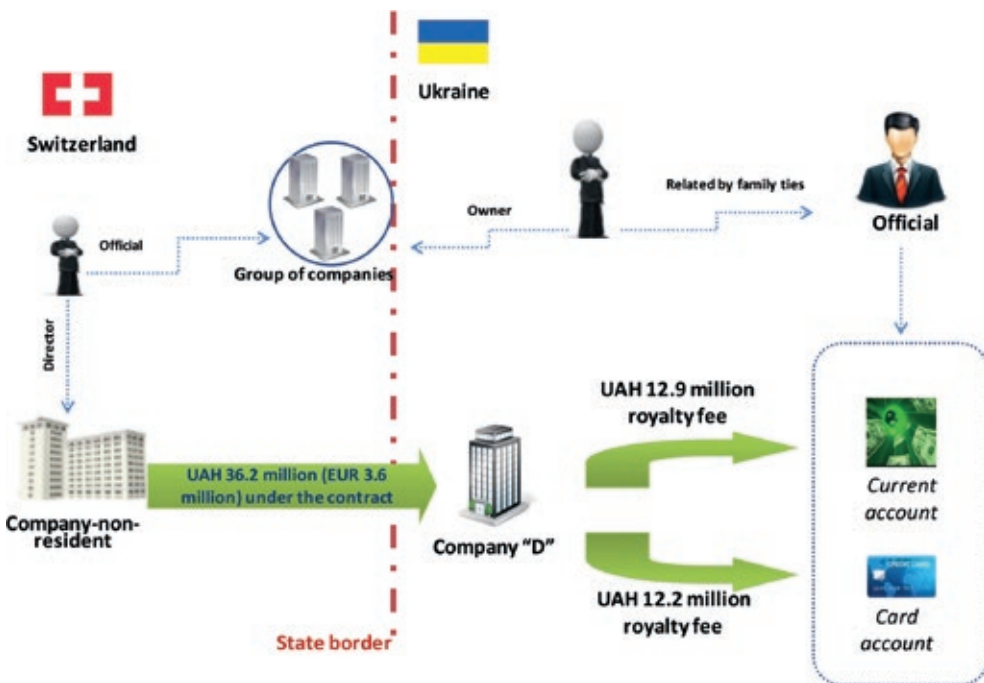 Switzerland
Ukraine
Official
Group of companies
Owner
Related by family ties
Official
Director
UAH 36.2 million (EUR 3.6
million) under the contract
Company-non-
resident
Company “D”
UAH 12.9 million
royalty fee
UAH 12.2 million
royalty fee
Current
account
CREDIT CARD
Card
account
State border